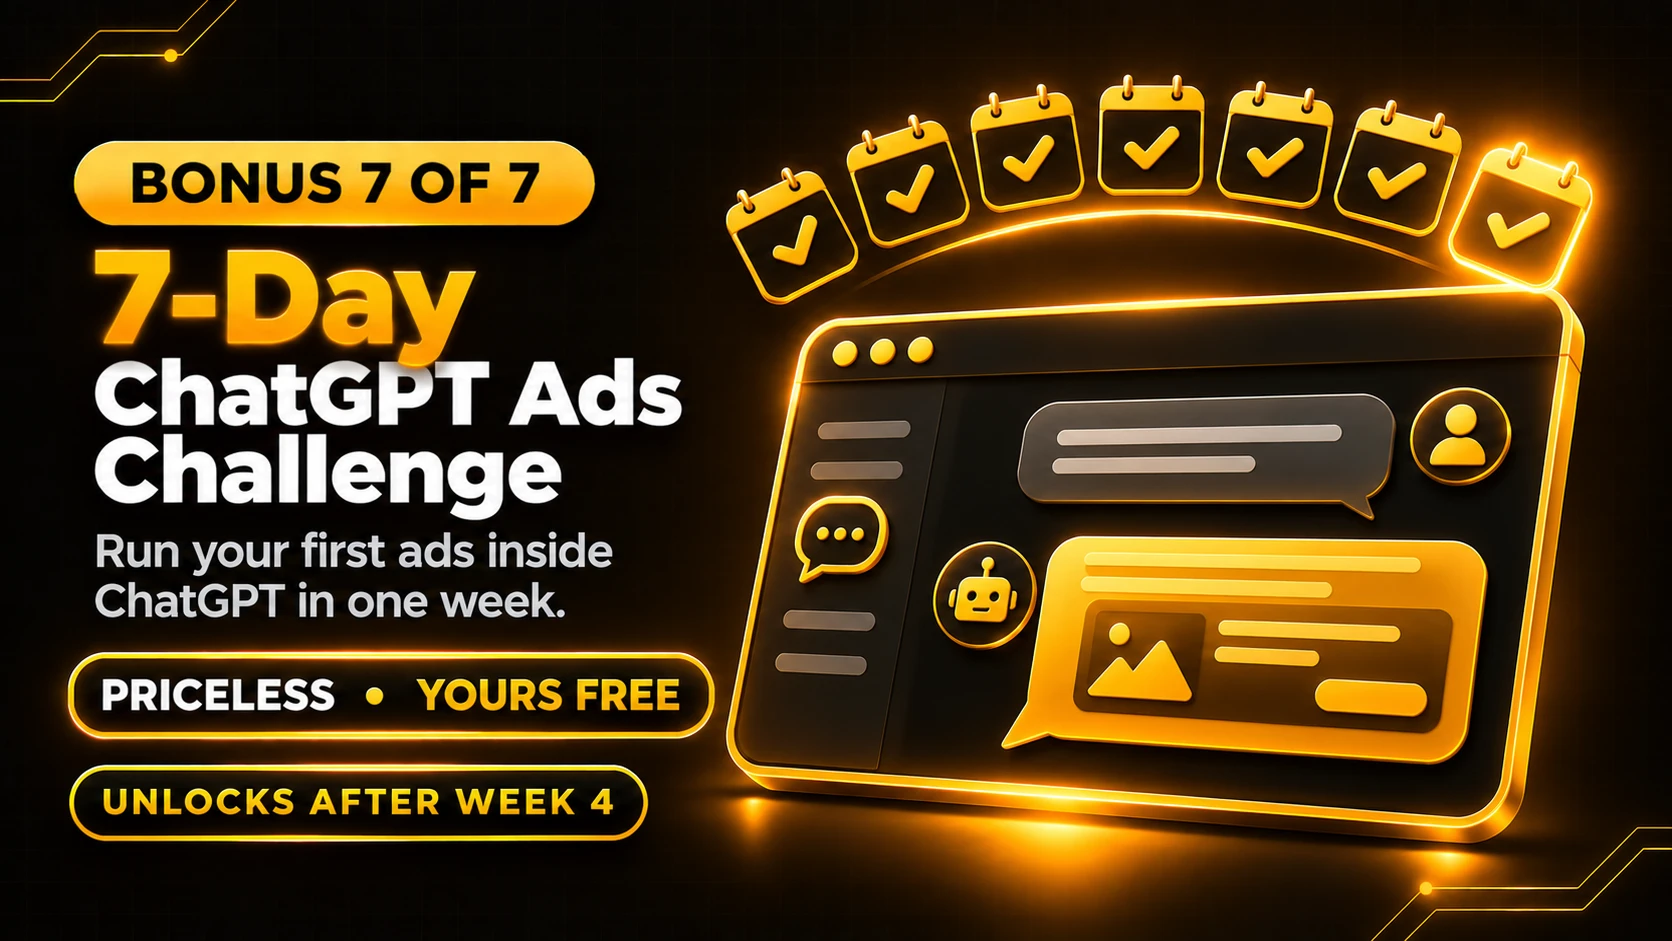 BONUS 7 OF 7
7-Day
ChatGPT Ads
Challenge
Run your first ads inside
ChatGPT in one week.
PRICELESS • YOURS FREE
UNLOCKS AFTER WEEK 4